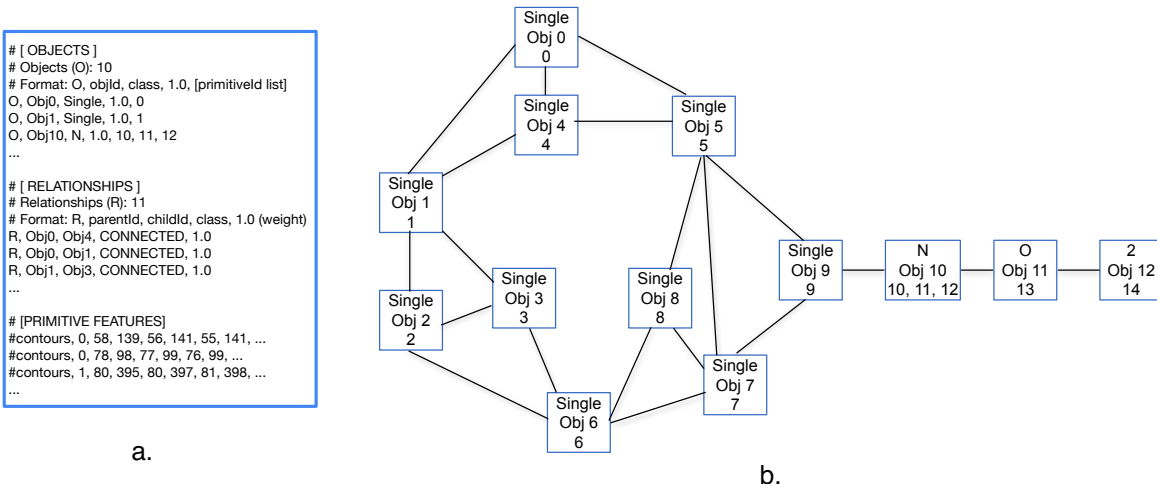 # [ OBJECTS ]
# Objects (O): 10
# Format: O, objId, class, 1.0, [primitiveId list]
O, Obj0, Single, 1.0, 0
O, Obj1, Single, 1.0, 1
O, Obj10, N, 1.0, 10, 11, 12
...
# [ RELATIONSHIPS ]
# Relationships (R): 11
# Format: R, parentId, childId, class, 1.0 (weight)
R, Obj0, Obj4, CONNECTED, 1.0
R, Obj0, Obj1, CONNECTED, 1.0
R, Obj1, Obj3, CONNECTED, 1.0
...
# [PRIMITIVE FEATURES]
#contours, 0, 58, 139, 56, 141, 55, 141, ...
#contours, 0, 78, 98, 77, 99, 76, 99, ...
#contours, 1, 80, 395, 80, 397, 81, 398, ...
...
a.
Single
Obj 0
0
Single
Obj 4
4
Single
Obj 5
5
Single
Obj 1
1
Single
Obj 2
2
Single
Obj 3
3
Single
Obj 8
8
Single
Obj 9
9
N
Obj 10
10, 11, 12
O
Obj 11
13
2
Obj 12
14
Single
Obj 7
7
Single
Obj 6
6
b.